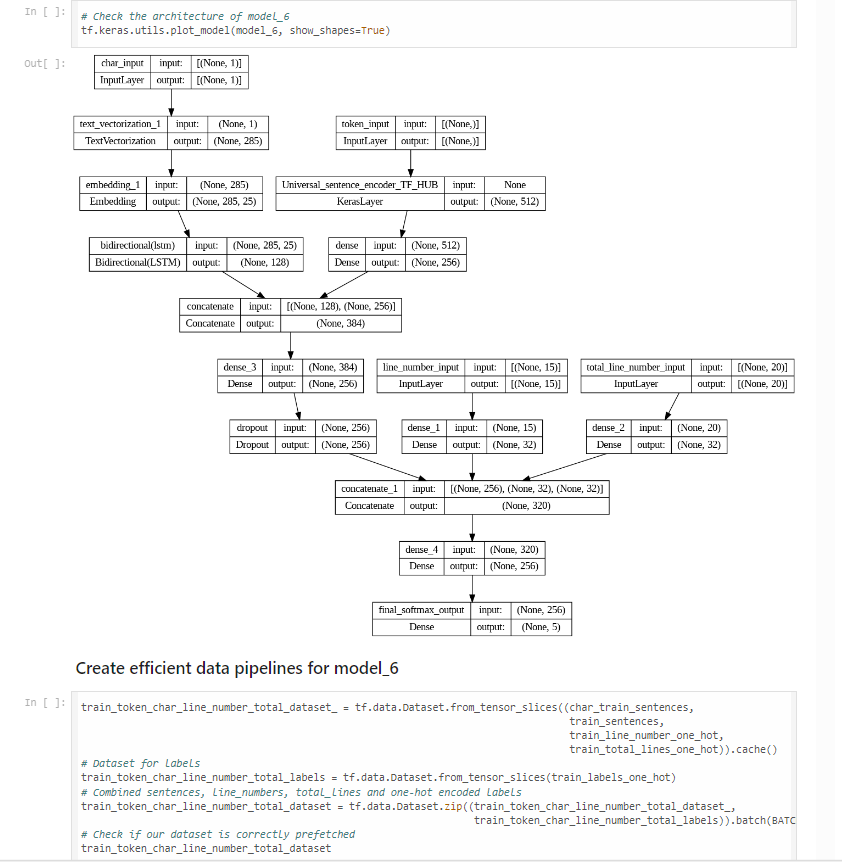 In [ ]:
# Check the architecture of model_6
tf.keras.utils.plot_model(model_6, show_shapes=True)
Out[ ]:
char_input input: [(None, 1)]
InputLayer output: [(None, 1)]
text_vectorization_1 input: (None, 1)
TextVectorization output: (None, 285)
token_input input: [(None,)]
InputLayer output: [(None,)]
embedding_1 input: (None, 285)
Embedding output: (None, 285, 25)
Universal_sentence_encoder_TF_HUB input: None
KerasLayer output: (None, 512)
bidirectional(lstm) input: (None, 285, 25)
Bidirectional(LSTM) output: (None, 128)
dense input: (None, 512)
Dense output: (None, 256)
concatenate input: [(None, 128), (None, 256)]
Concatenate output: (None, 384)
dense_3 input: (None, 384)
Dense output: (None, 256)
line_number_input input: [(None, 15)]
InputLayer output: [(None, 15)]
total_line_number_input input: [(None, 20)]
InputLayer output: [(None, 20)]
dropout input: (None, 256)
Dropout output: (None, 256)
dense_1 input: (None, 15)
Dense output: (None, 32)
dense_2 input: (None, 20)
Dense output: (None, 32)
concatenate_1 input: [(None, 256), (None, 32), (None, 32)]
Concatenate output: (None, 320)
dense_4 input: (None, 320)
Dense output: (None, 256)
final_softmax_output input: (None, 256)
Dense output: (None, 5)
Create efficient data pipelines for model_6
In [ ]:
train_token_char_line_number_total_dataset_ = tf.data.Dataset.from_tensor_slices((char_train_sentences,
train_sentences,
train_line_number_one_hot,
train_total_lines_one_hot)).cache()
# Dataset for labels
train_token_char_line_number_total_labels = tf.data.Dataset.from_tensor_slices(train_labels_one_hot)
# Combined sentences, line_numbers, total_lines and one-hot encoded labels
train_token_char_line_number_total_dataset = tf.data.Dataset.zip((train_token_char_line_number_total_dataset_,
train_token_char_line_number_total_labels)).batch(BATC
# Check if our dataset is correctly prefetched
train_token_char_line_number_total_dataset